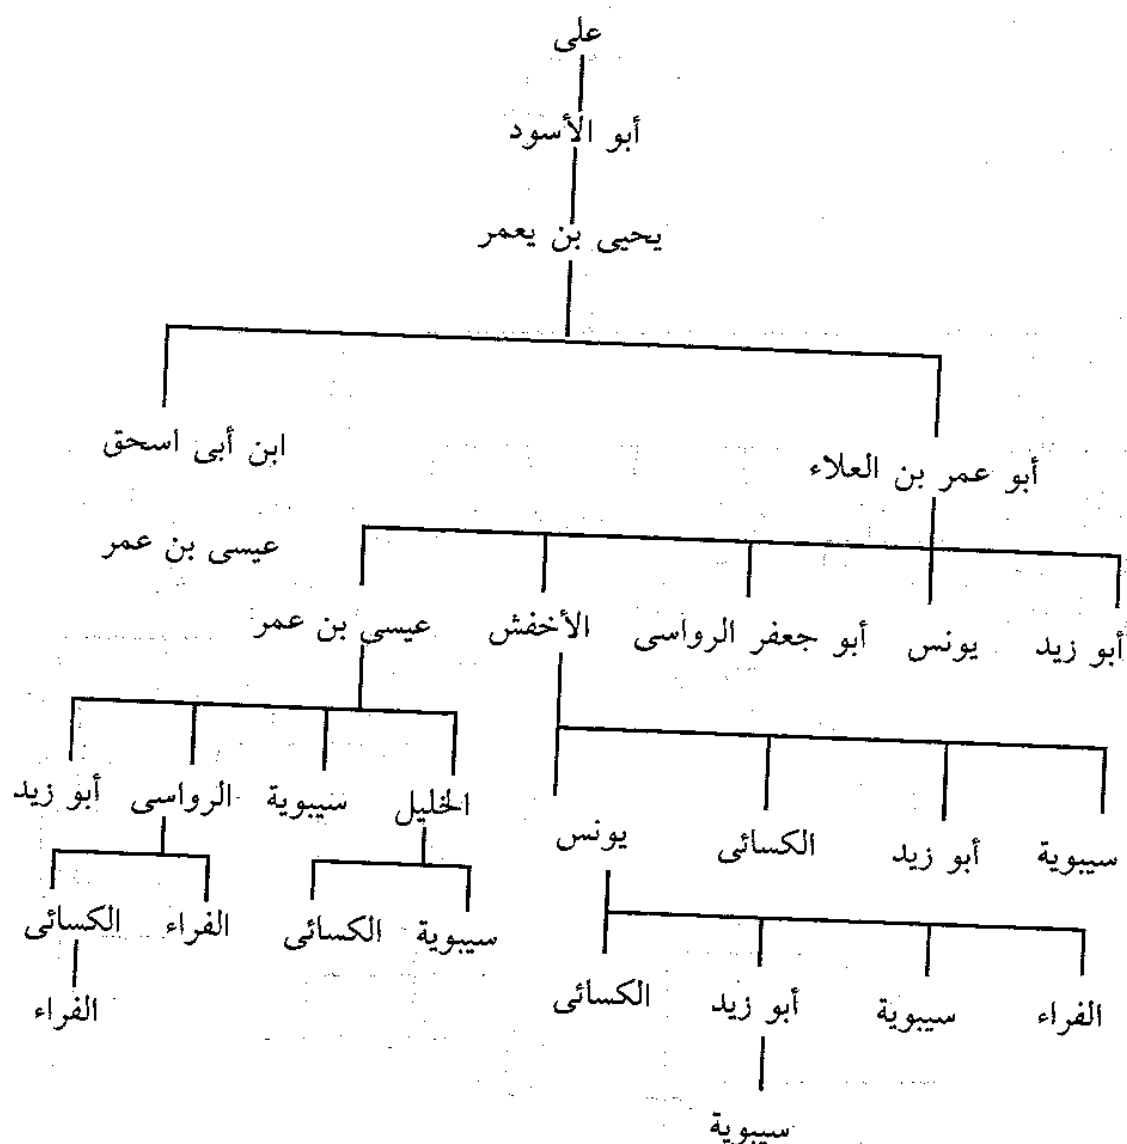 على
أبو الأسود
يحيى بن يعمر
أبو عمر بن العلاء
ابن أبى اسحق
عيسى بن عمر
أبو زيد
يونس
أبو جعفر الرواسى
الأخفش
عيسى بن عمر
سيبوية
أبو زيد
الكسائى
يونس
الخليل
سيبوية
الرواسى
أبو زيد
سيبوية
الكسائى
الفراء
الكسائى
الفراء
سيبوية
أبو زيد
الكسائى
الفراء
سيبوية